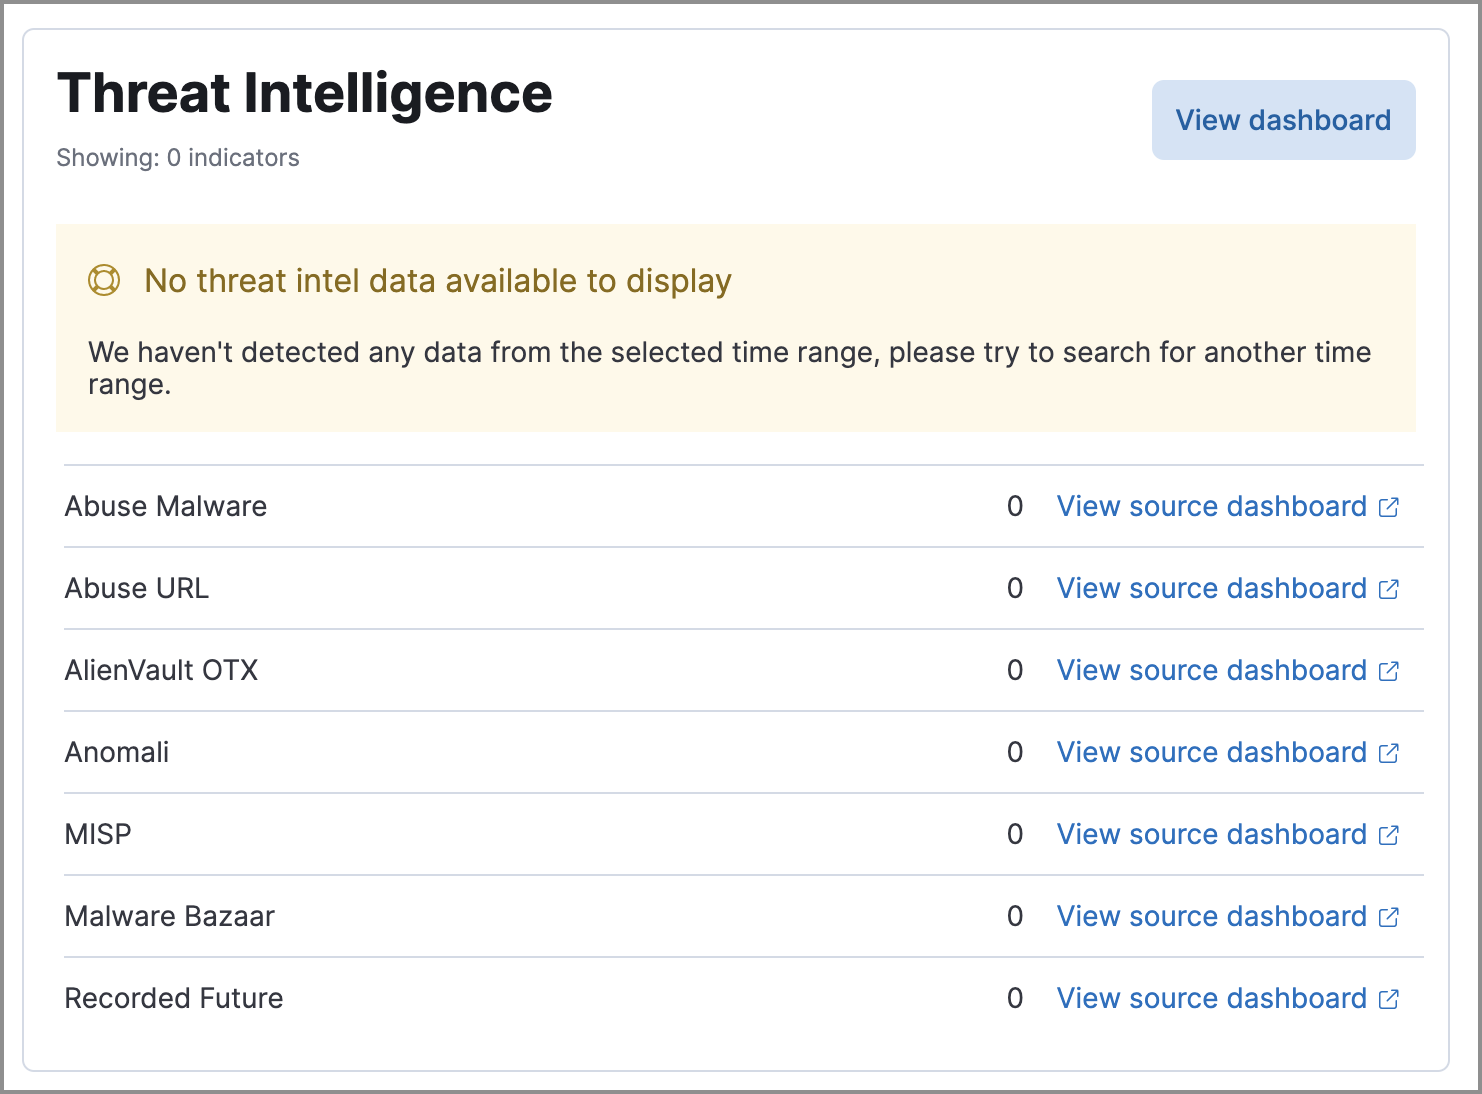 Threat Intelligence
View dashboard
Showing: 0 indicators
No threat intel data available to display
We haven't detected any data from the selected time range, please try to search for another time
range.
Abuse Malware 0 View source dashboard
Abuse URL 0 View source dashboard
AlienVault OTX 0 View source dashboard
Anomali 0 View source dashboard
MISP 0 View source dashboard
Malware Bazaar 0 View source dashboard
Recorded Future 0 View source dashboard